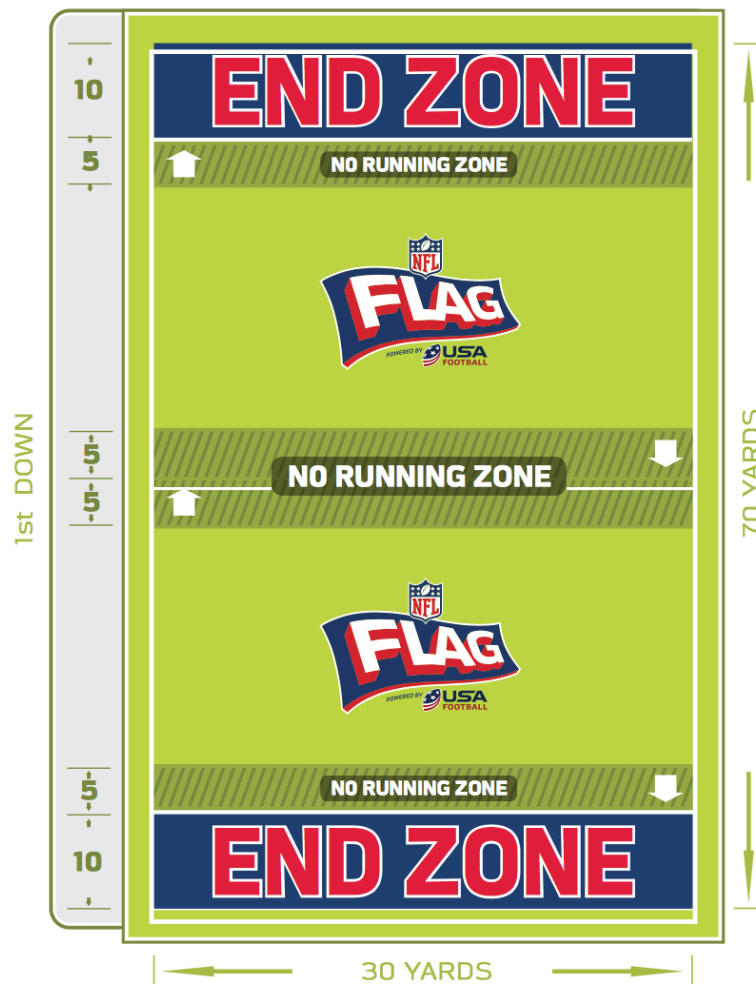 END ZONE
10
5
NO RUNNING ZONE
NFL
FLAG
POWERED BY USA
FOOTBALL
1st DOWN
5
5
NO RUNNING ZONE
70 YARDS
NFL
FLAG
POWERED BY USA
FOOTBALL
5
NO RUNNING ZONE
10
END ZONE
30 YARDS